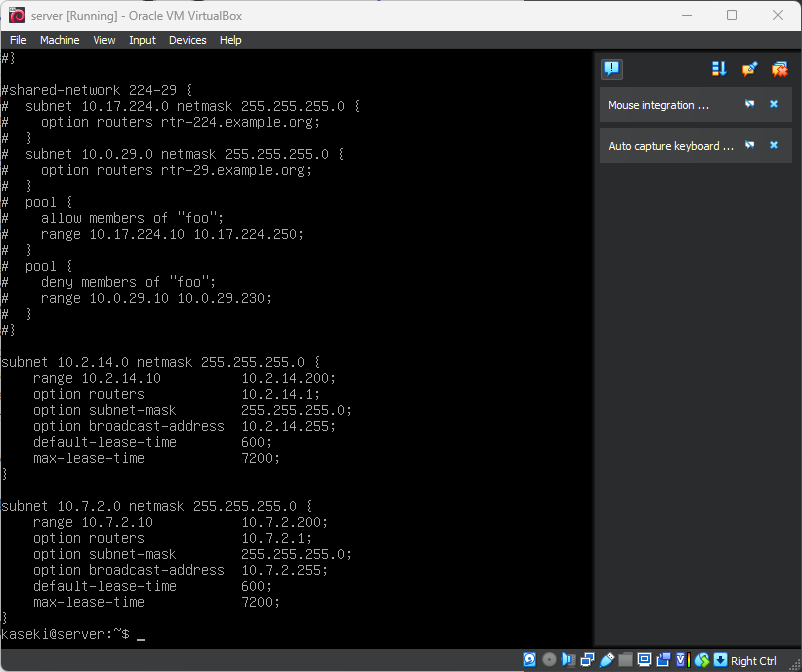 server [Running] - Oracle VM VirtualBox
File Machine View Input Devices Help
#}
#shared-network 224-29 {
#  subnet 10.17.224.0 netmask 255.255.255.0 {
#    option routers rtr-224.example.org;
#  }
#  subnet 10.0.29.0 netmask 255.255.255.0 {
#    option routers rtr-29.example.org;
#  }
#  pool {
#    allow members of "foo";
#    range 10.17.224.10 10.17.224.250;
#  }
#  pool {
#    deny members of "foo";
#    range 10.0.29.10 10.0.29.230;
#  }
#}
subnet 10.2.14.0 netmask 255.255.255.0 {
    range 10.2.14.10          10.2.14.200;
    option routers            10.2.14.1;
    option subnet-mask        255.255.255.0;
    option broadcast-address  10.2.14.255;
    default-lease-time        600;
    max-lease-time            7200;
}
subnet 10.7.2.0 netmask 255.255.255.0 {
    range 10.7.2.10           10.7.2.200;
    option routers            10.7.2.1;
    option subnet-mask        255.255.255.0;
    option broadcast-address  10.7.2.255;
    default-lease-time        600;
    max-lease-time            7200;
}
kaseki@server:~$ _
Mouse integration ...
Auto capture keyboard ...
Right Ctrl